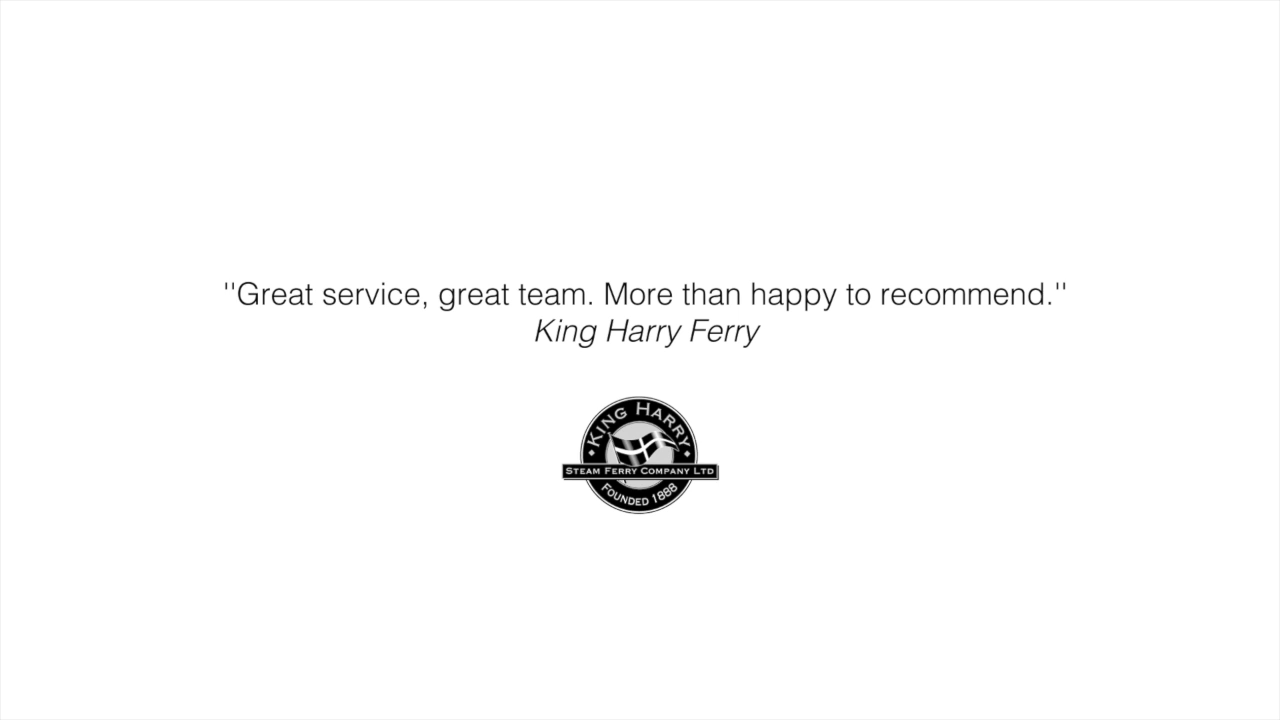 "Great service, great team. More than happy to recommend."
King Harry Ferry
KING HARRY
STEAM FERRY COMPANY LTD
FOUNDED 1888